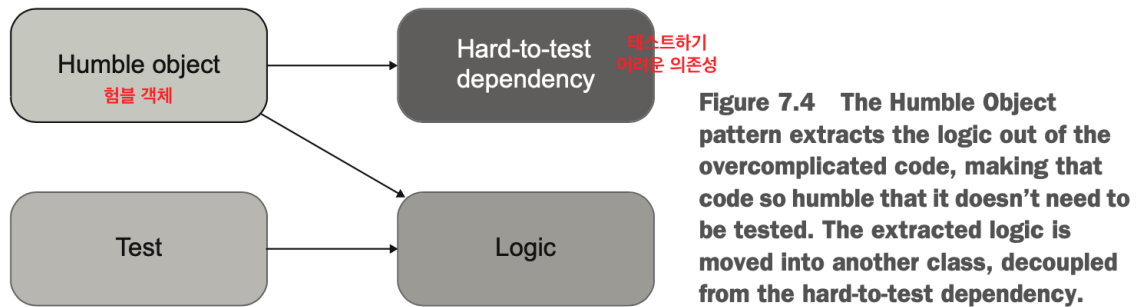 Humble object
험블 객체
Hard-to-test
dependency
테스트하기
어려운 의존성
Test
Logic
Figure 7.4 The Humble Object
pattern extracts the logic out of the
overcomplicated code, making that
code so humble that it doesn't need to
be tested. The extracted logic is
moved into another class, decoupled
from the hard-to-test dependency.